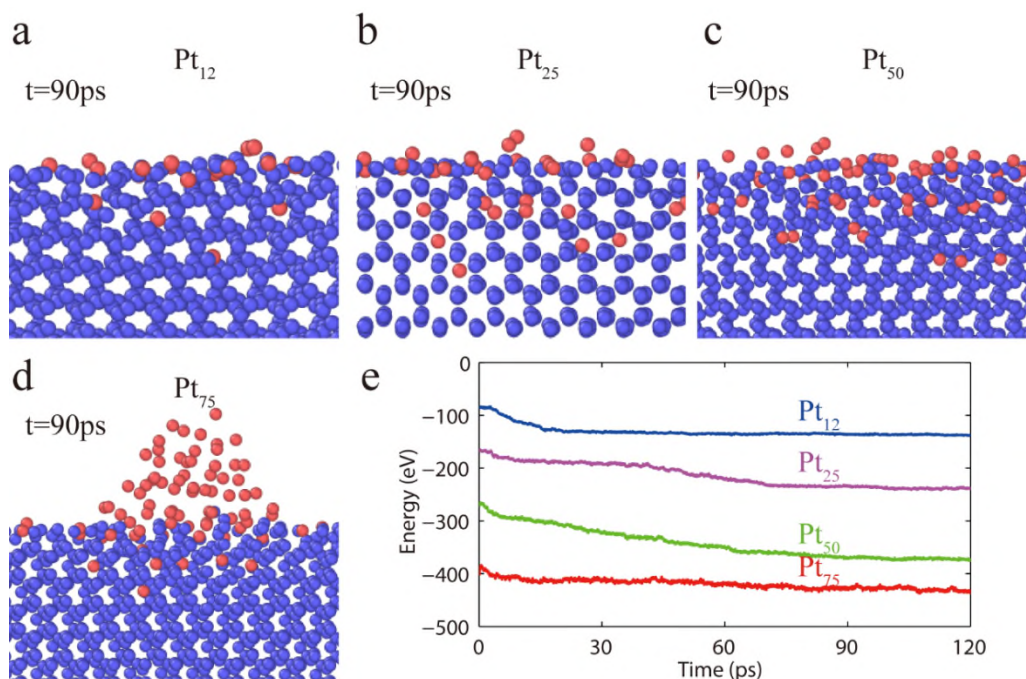 a
Pt12
t=90ps
b
Pt25
t=90ps
c
Pt50
t=90ps
d
Pt75
t=90ps
e
0
−100
−200
−300
−400
−500
Energy (eV)
Pt12
Pt25
Pt50
Pt75
0 30 60 90 120
Time (ps)